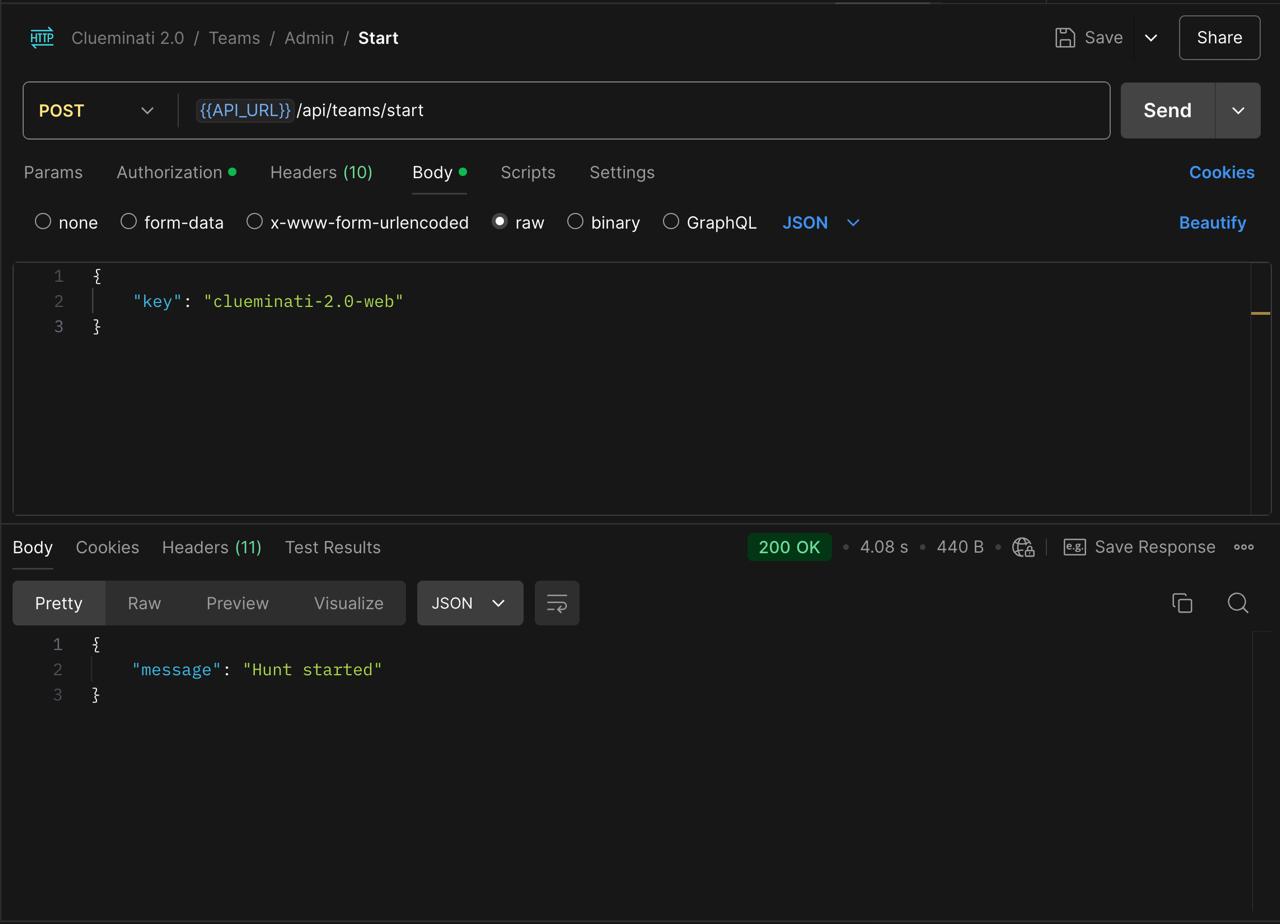 HTTP Clueminati 2.0 / Teams / Admin / Start Save Share
POST {{API_URL}} /api/teams/start Send
Params Authorization Headers (10) Body Scripts Settings Cookies
none form-data x-www-form-urlencoded raw binary GraphQL JSON Beautify
1 {
2 "key": "clueminati-2.0-web"
3 }
Body Cookies Headers (11) Test Results 200 OK • 4.08 s • 440 B • e.g. Save Response
Pretty Raw Preview Visualize JSON
1 {
2 "message": "Hunt started"
3 }